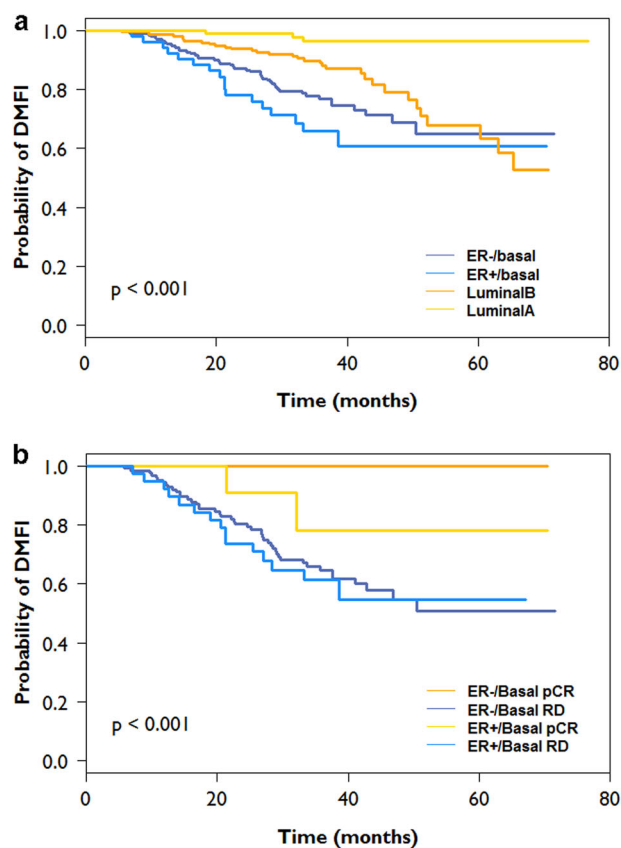 a
Probability of DMFI
1.0
0.8
0.6
0.4
0.2
0.0
ER-/basal
ER+/basal
LuminalB
LuminalA
p < 0.001
0 20 40 60 80
Time (months)
b
Probability of DMFI
1.0
0.8
0.6
0.4
0.2
0.0
ER-/Basal pCR
ER-/Basal RD
ER+/Basal pCR
ER+/Basal RD
p < 0.001
0 20 40 60 80
Time (months)